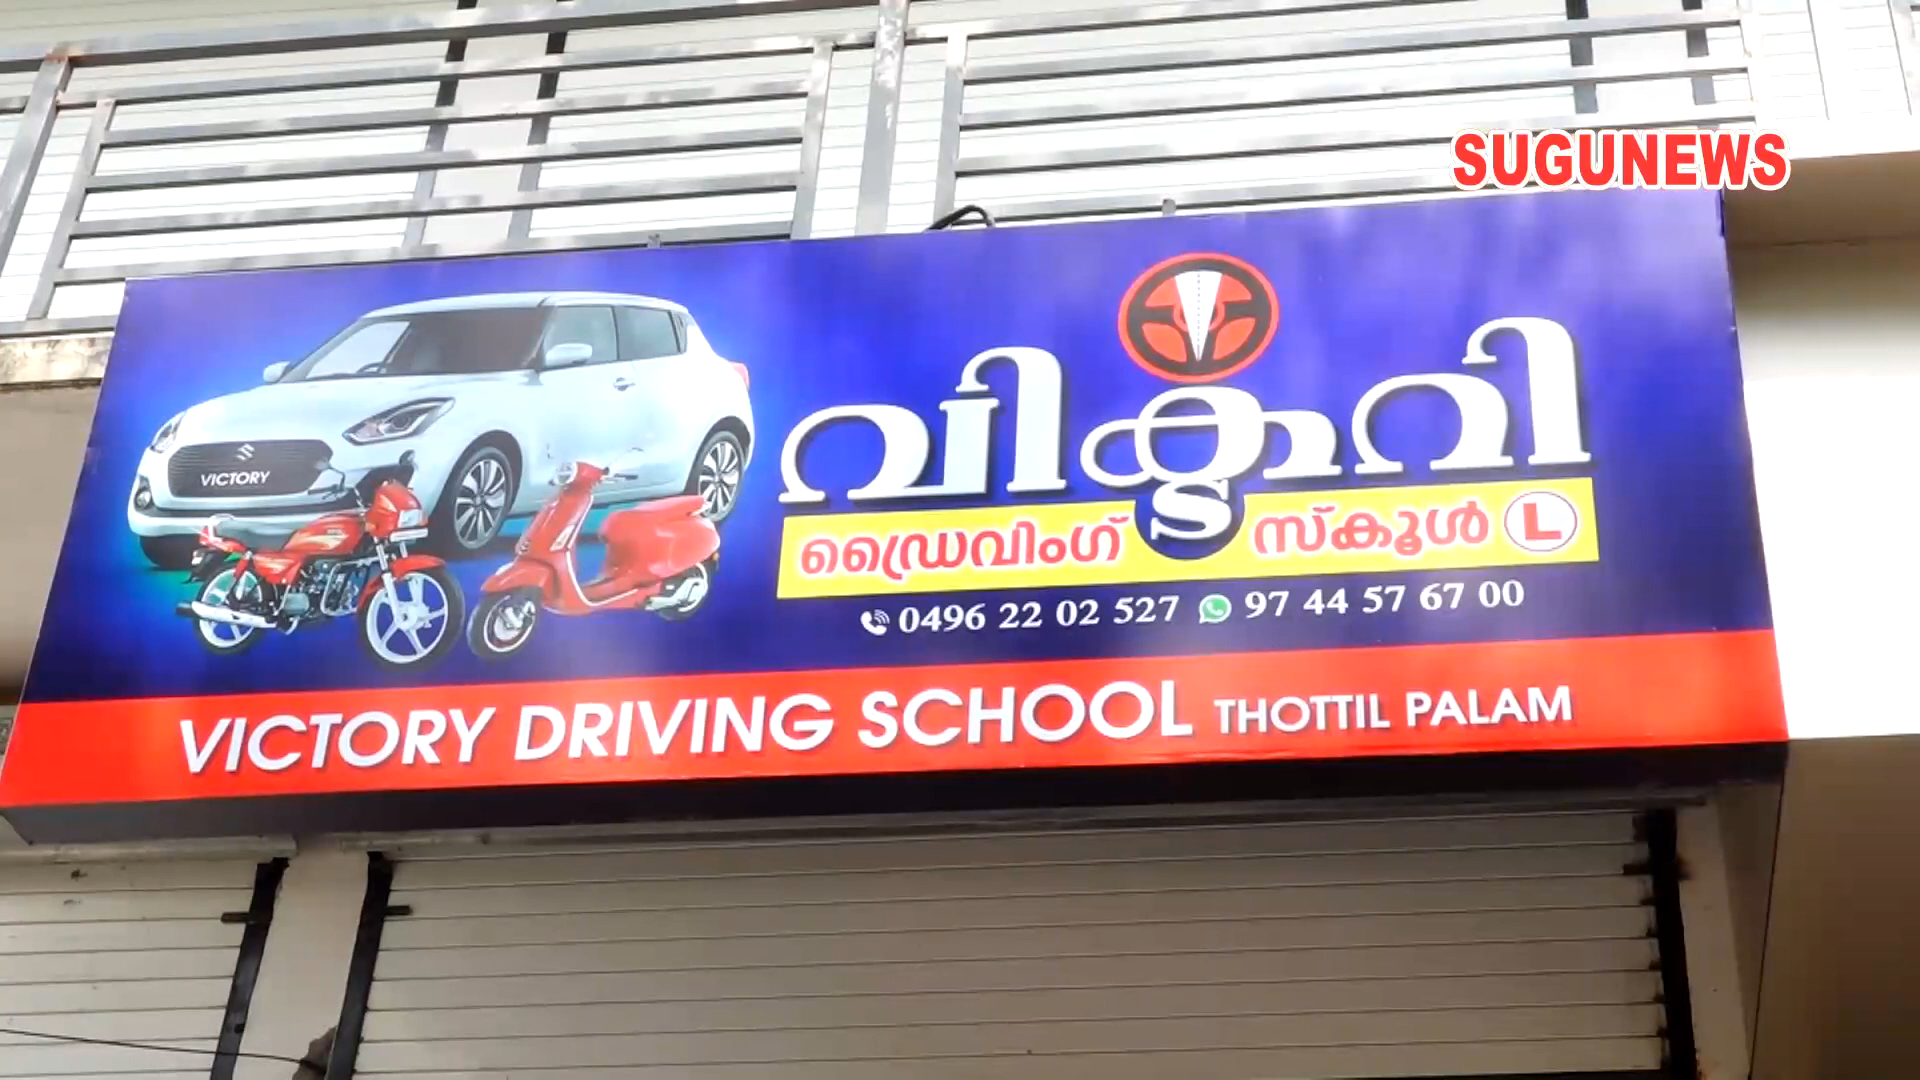 SUGUNEWS
വിക്ടറി
ഡ്രൈവിംഗ് സ്കൂൾ L
0496 22 02 527 97 44 57 67 00
VICTORY
VICTORY DRIVING SCHOOL THOTTIL PALAM